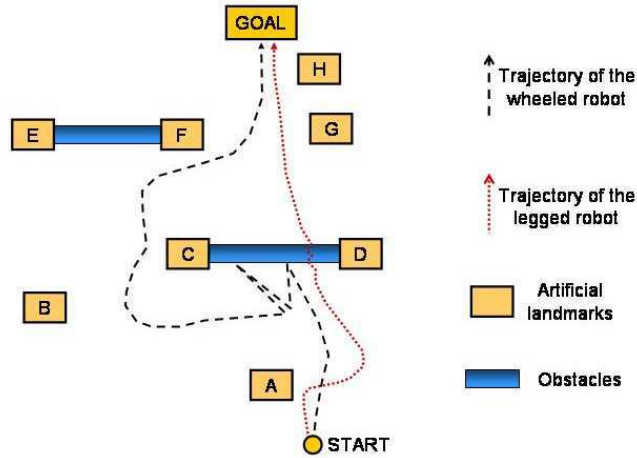 GOAL
H
G
E
F
C
D
B
A
START
Trajectory of the
wheeled robot
Trajectory of the
legged robot
Artificial
landmarks
Obstacles